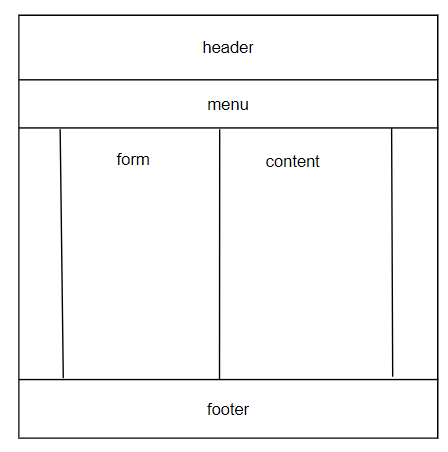 header
menu
form
content
footer